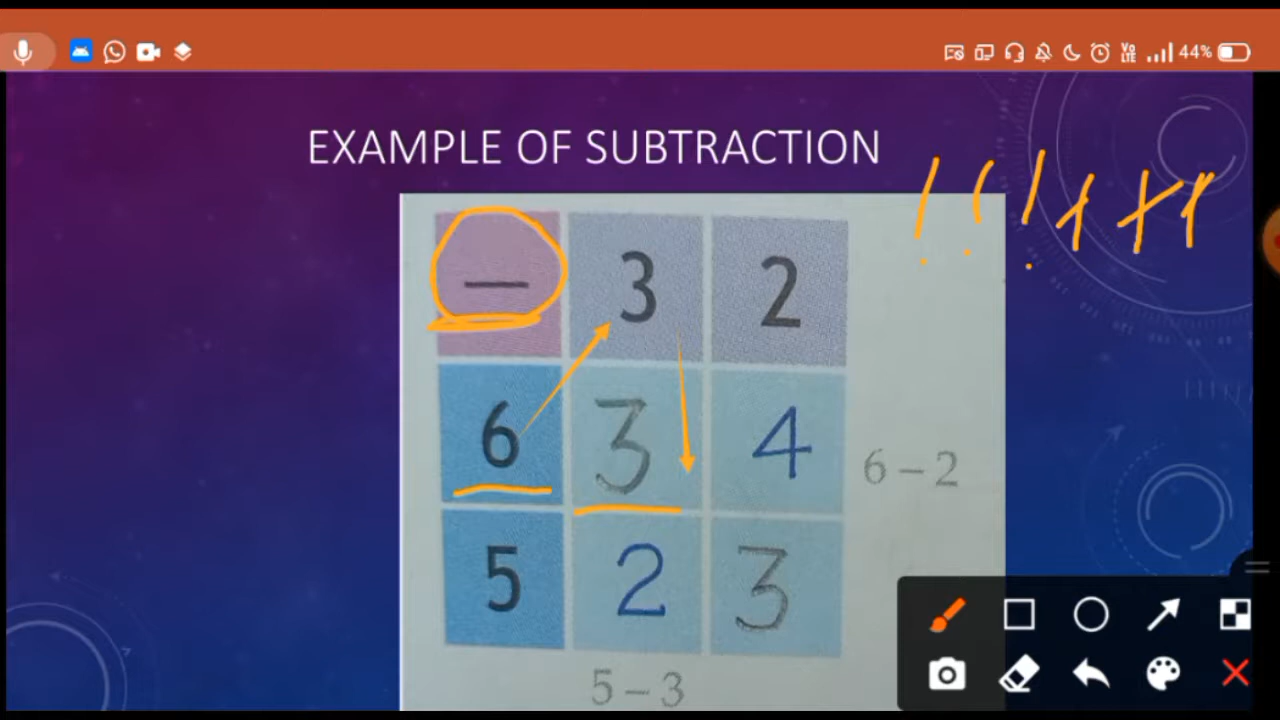 44%
EXAMPLE OF SUBTRACTION
— 3 2
6 3 4 6 – 2
5 2 3
5 – 3